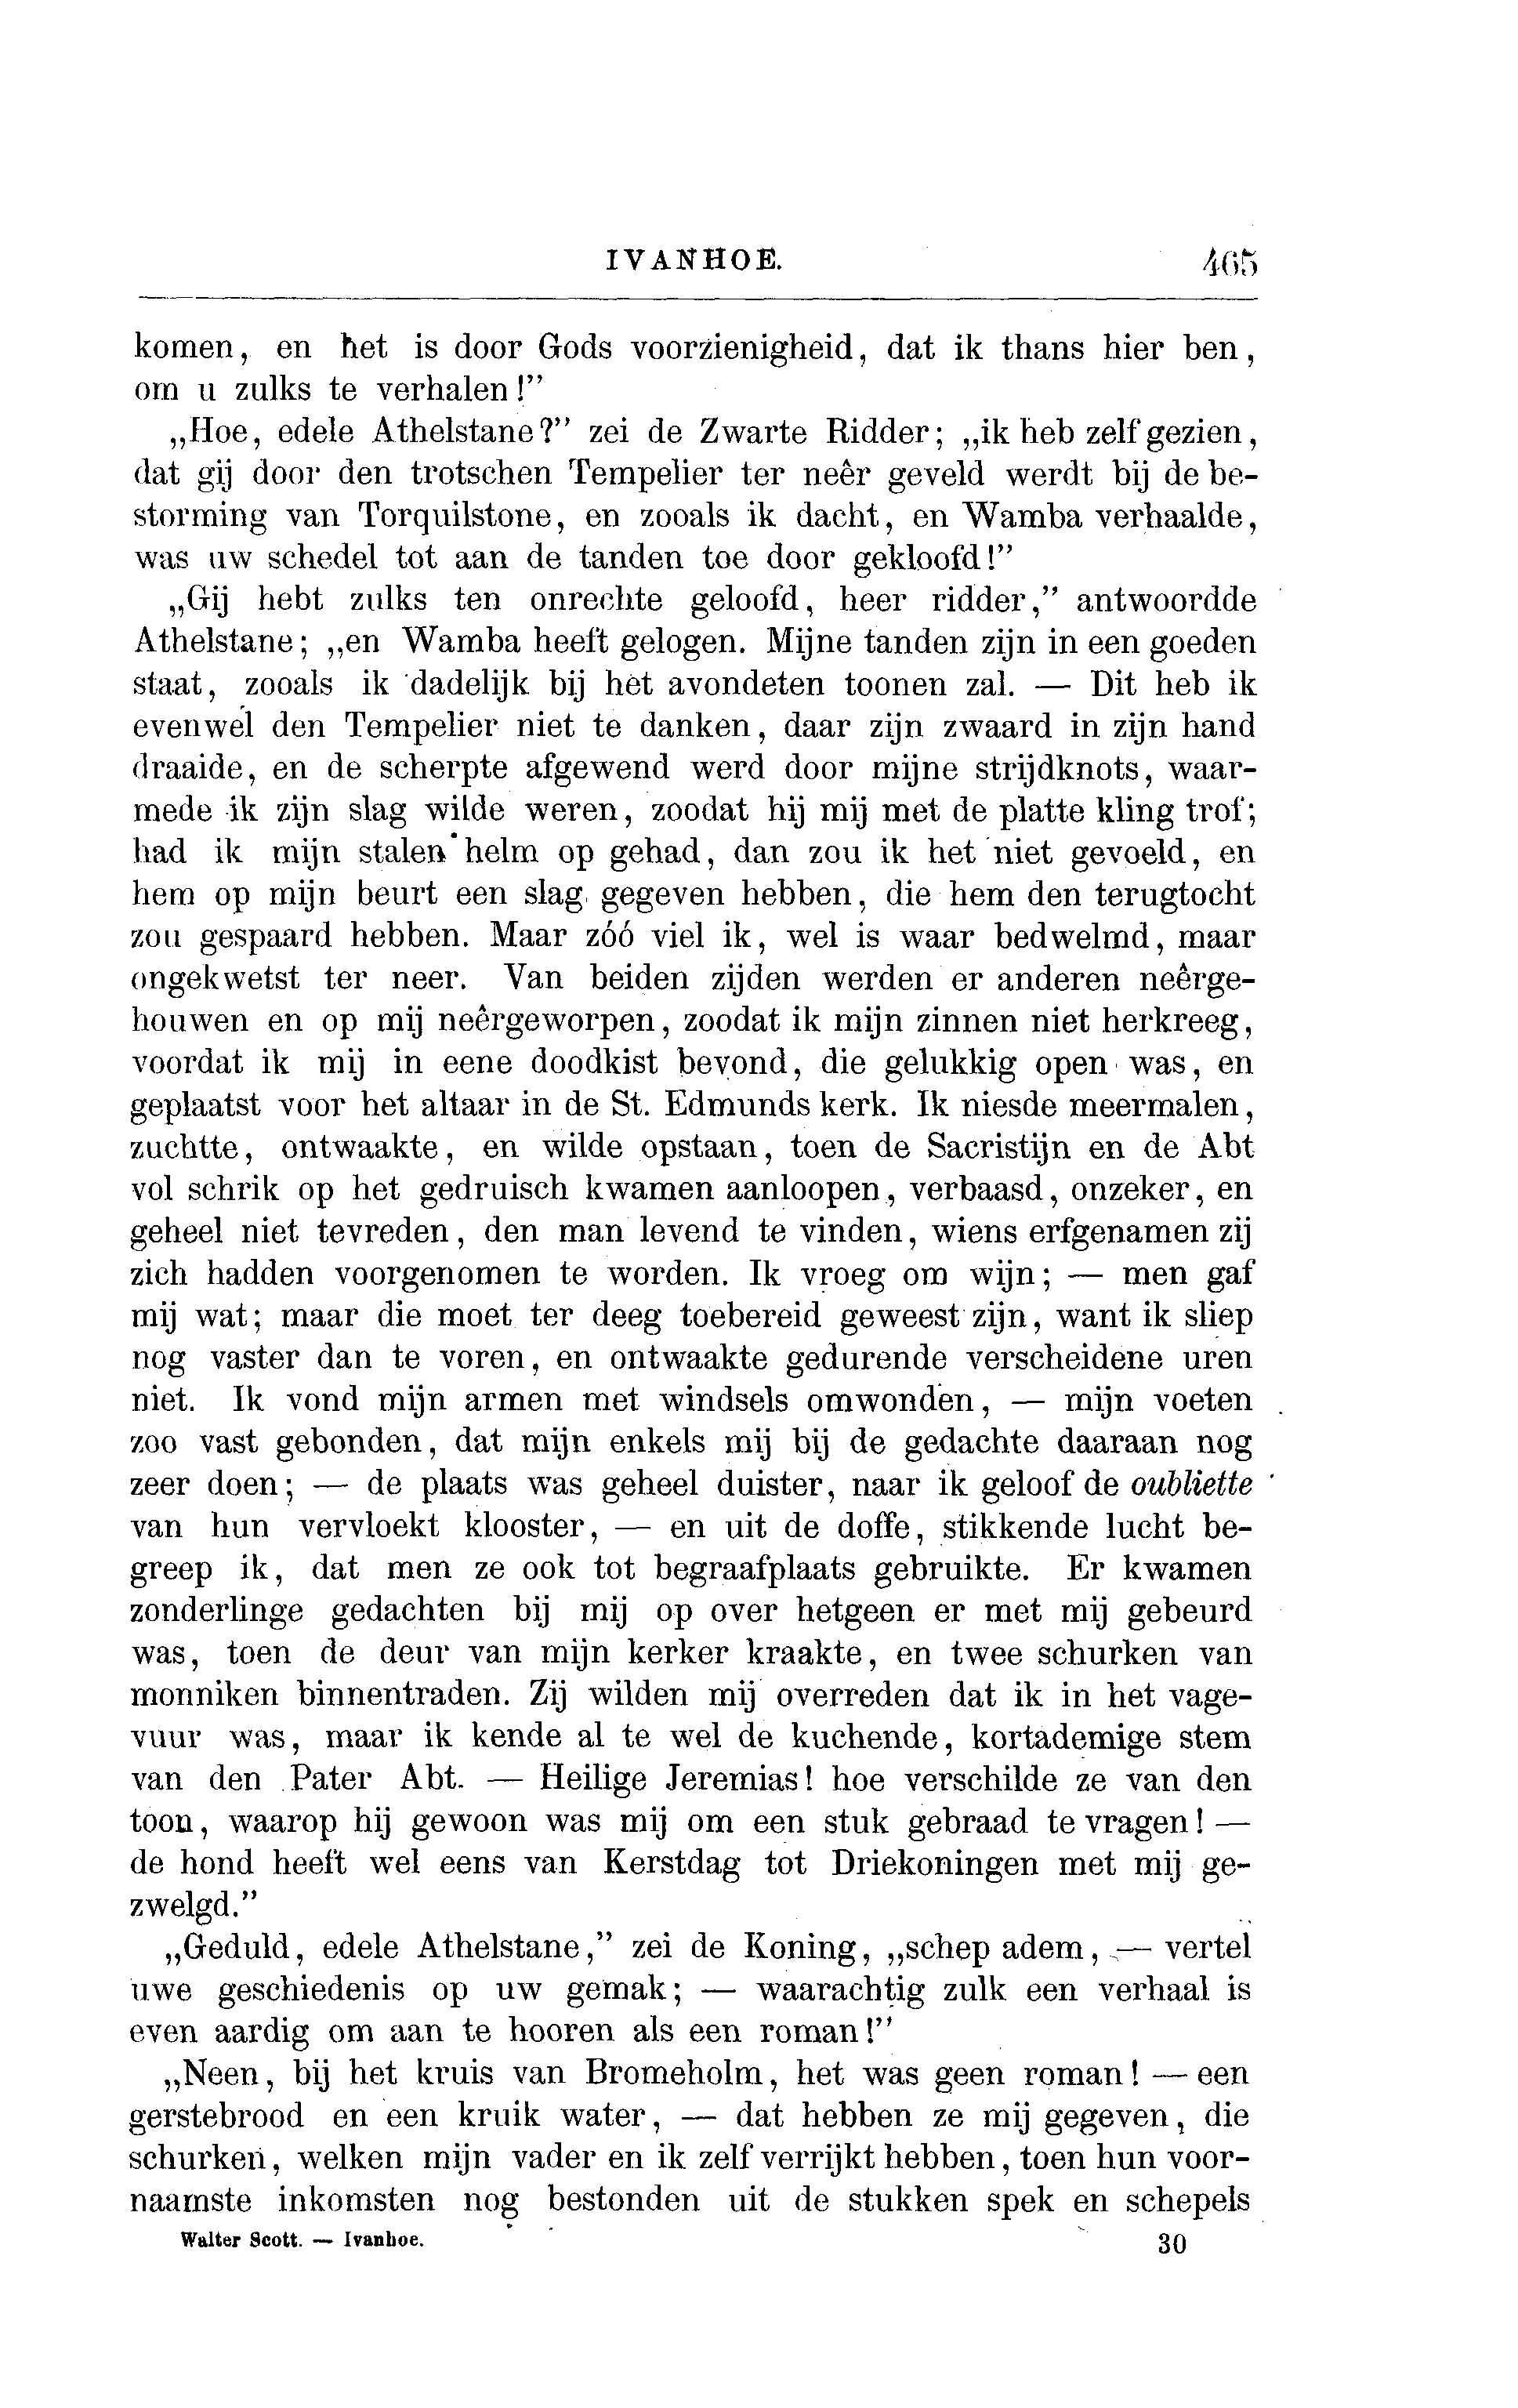 IVANHOE. 465
komen, en het is door Gods voorzienigheid, dat ik thans hier ben,
om u zulks te verhalen!”
„Hoe, edele Athelstane?” zei de Zwarte Ridder; „ik heb zelf gezien,
dat gij door den trotschen Tempelier ter neêr geveld werdt bij de be-
storming van Torquilstone, en zooals ik dacht, en Wamba verhaalde,
was uw schedel tot aan de tanden toe door gekloofd!”
„Gij hebt zulks ten onrechte geloofd, heer ridder,” antwoordde
Athelstane; „en Wamba heeft gelogen. Mijne tanden zijn in een goeden
staat, zooals ik dadelijk bij het avondeten toonen zal. — Dit heb ik
evenwel den Tempelier niet te danken, daar zijn zwaard in zijn hand
draaide, en de scherpte afgewend werd door mijne strijdknots, waar-
mede ik zijn slag wilde weren, zoodat hij mij met de platte kling trof;
had ik mijn stalen helm op gehad, dan zou ik het niet gevoeld, en
hem op mijn beurt een slag gegeven hebben, die hem den terugtocht
zou gespaard hebben. Maar zóó viel ik, wel is waar bedwelmd, maar
ongekwetst ter neer. Van beiden zijden werden er anderen neêrge-
houwen en op mij neêrgeworpen, zoodat ik mijn zinnen niet herkreeg,
voordat ik mij in eene doodkist bevond, die gelukkig open was, en
geplaatst voor het altaar in de St. Edmunds kerk. Ik niesde meermalen,
zuchtte, ontwaakte, en wilde opstaan, toen de Sacristijn en de Abt
vol schrik op het gedruisch kwamen aanloopen, verbaasd, onzeker, en
geheel niet tevreden, den man levend te vinden, wiens erfgenamen zij
zich hadden voorgenomen te worden. Ik vroeg om wijn; — men gaf
mij wat; maar die moet ter deeg toebereid geweest zijn, want ik sliep
nog vaster dan te voren, en ontwaakte gedurende verscheidene uren
niet. Ik vond mijn armen met windsels omwonden, — mijn voeten
zoo vast gebonden, dat mijn enkels mij bij de gedachte daaraan nog
zeer doen; — de plaats was geheel duister, naar ik geloof de oubliette
van hun vervloekt klooster, — en uit de doffe, stikkende lucht be-
greep ik, dat men ze ook tot begraafplaats gebruikte. Er kwamen
zonderlinge gedachten bij mij op over hetgeen er met mij gebeurd
was, toen de deur van mijn kerker kraakte, en twee schurken van
monniken binnentraden. Zij wilden mij overreden dat ik in het vage-
vuur was, maar ik kende al te wel de kuchende, kortademige stem
van den Pater Abt. — Heilige Jeremias! hoe verschilde ze van den
toon, waarop hij gewoon was mij om een stuk gebraad te vragen! —
de hond heeft wel eens van Kerstdag tot Driekoningen met mij ge-
zwelgd.”
„Geduld, edele Athelstane,” zei de Koning, „schep adem, — vertel
uwe geschiedenis op uw gemak; — waarachtig zulk een verhaal is
even aardig om aan te hooren als een roman!”
„Neen, bij het kruis van Bromeholm, het was geen roman! — een
gerstebrood en een kruik water, — dat hebben ze mij gegeven, die
schurken, welken mijn vader en ik zelf verrijkt hebben, toen hun voor-
naamste inkomsten nog bestonden uit de stukken spek en schepels
Walter Scott. — Ivanhoe. 30